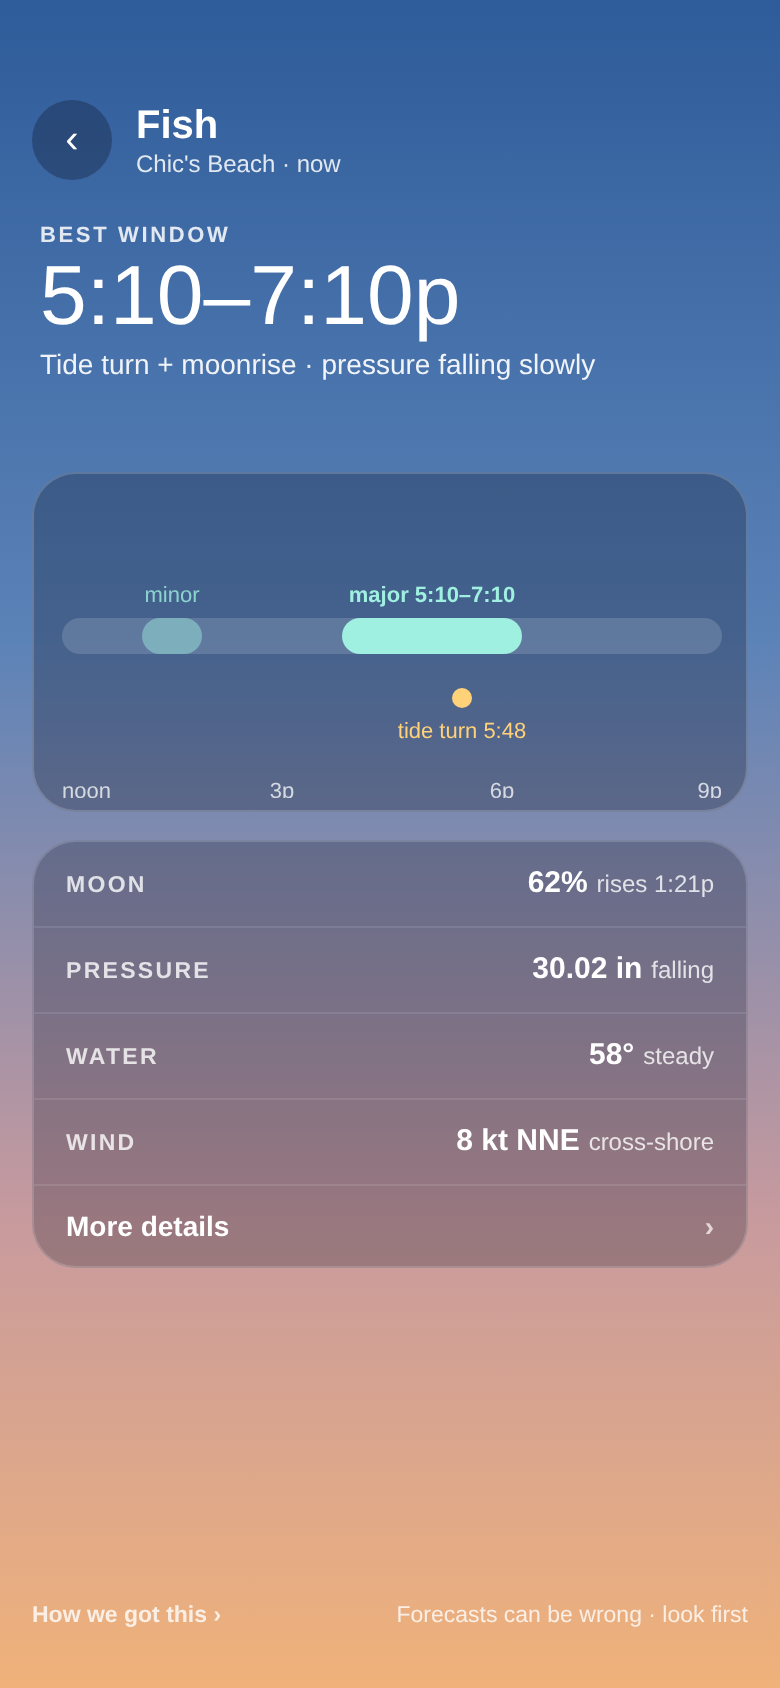 ‹
Fish
Chic's Beach · now
BEST WINDOW
5:10–7:10p
Tide turn + moonrise · pressure falling slowly
minor
major 5:10–7:10
tide turn 5:48
noon 3p 6p 9p
MOON 62% rises 1:21p
PRESSURE 30.02 in falling
WATER 58° steady
WIND 8 kt NNE cross-shore
More details ›
How we got this › Forecasts can be wrong · look first